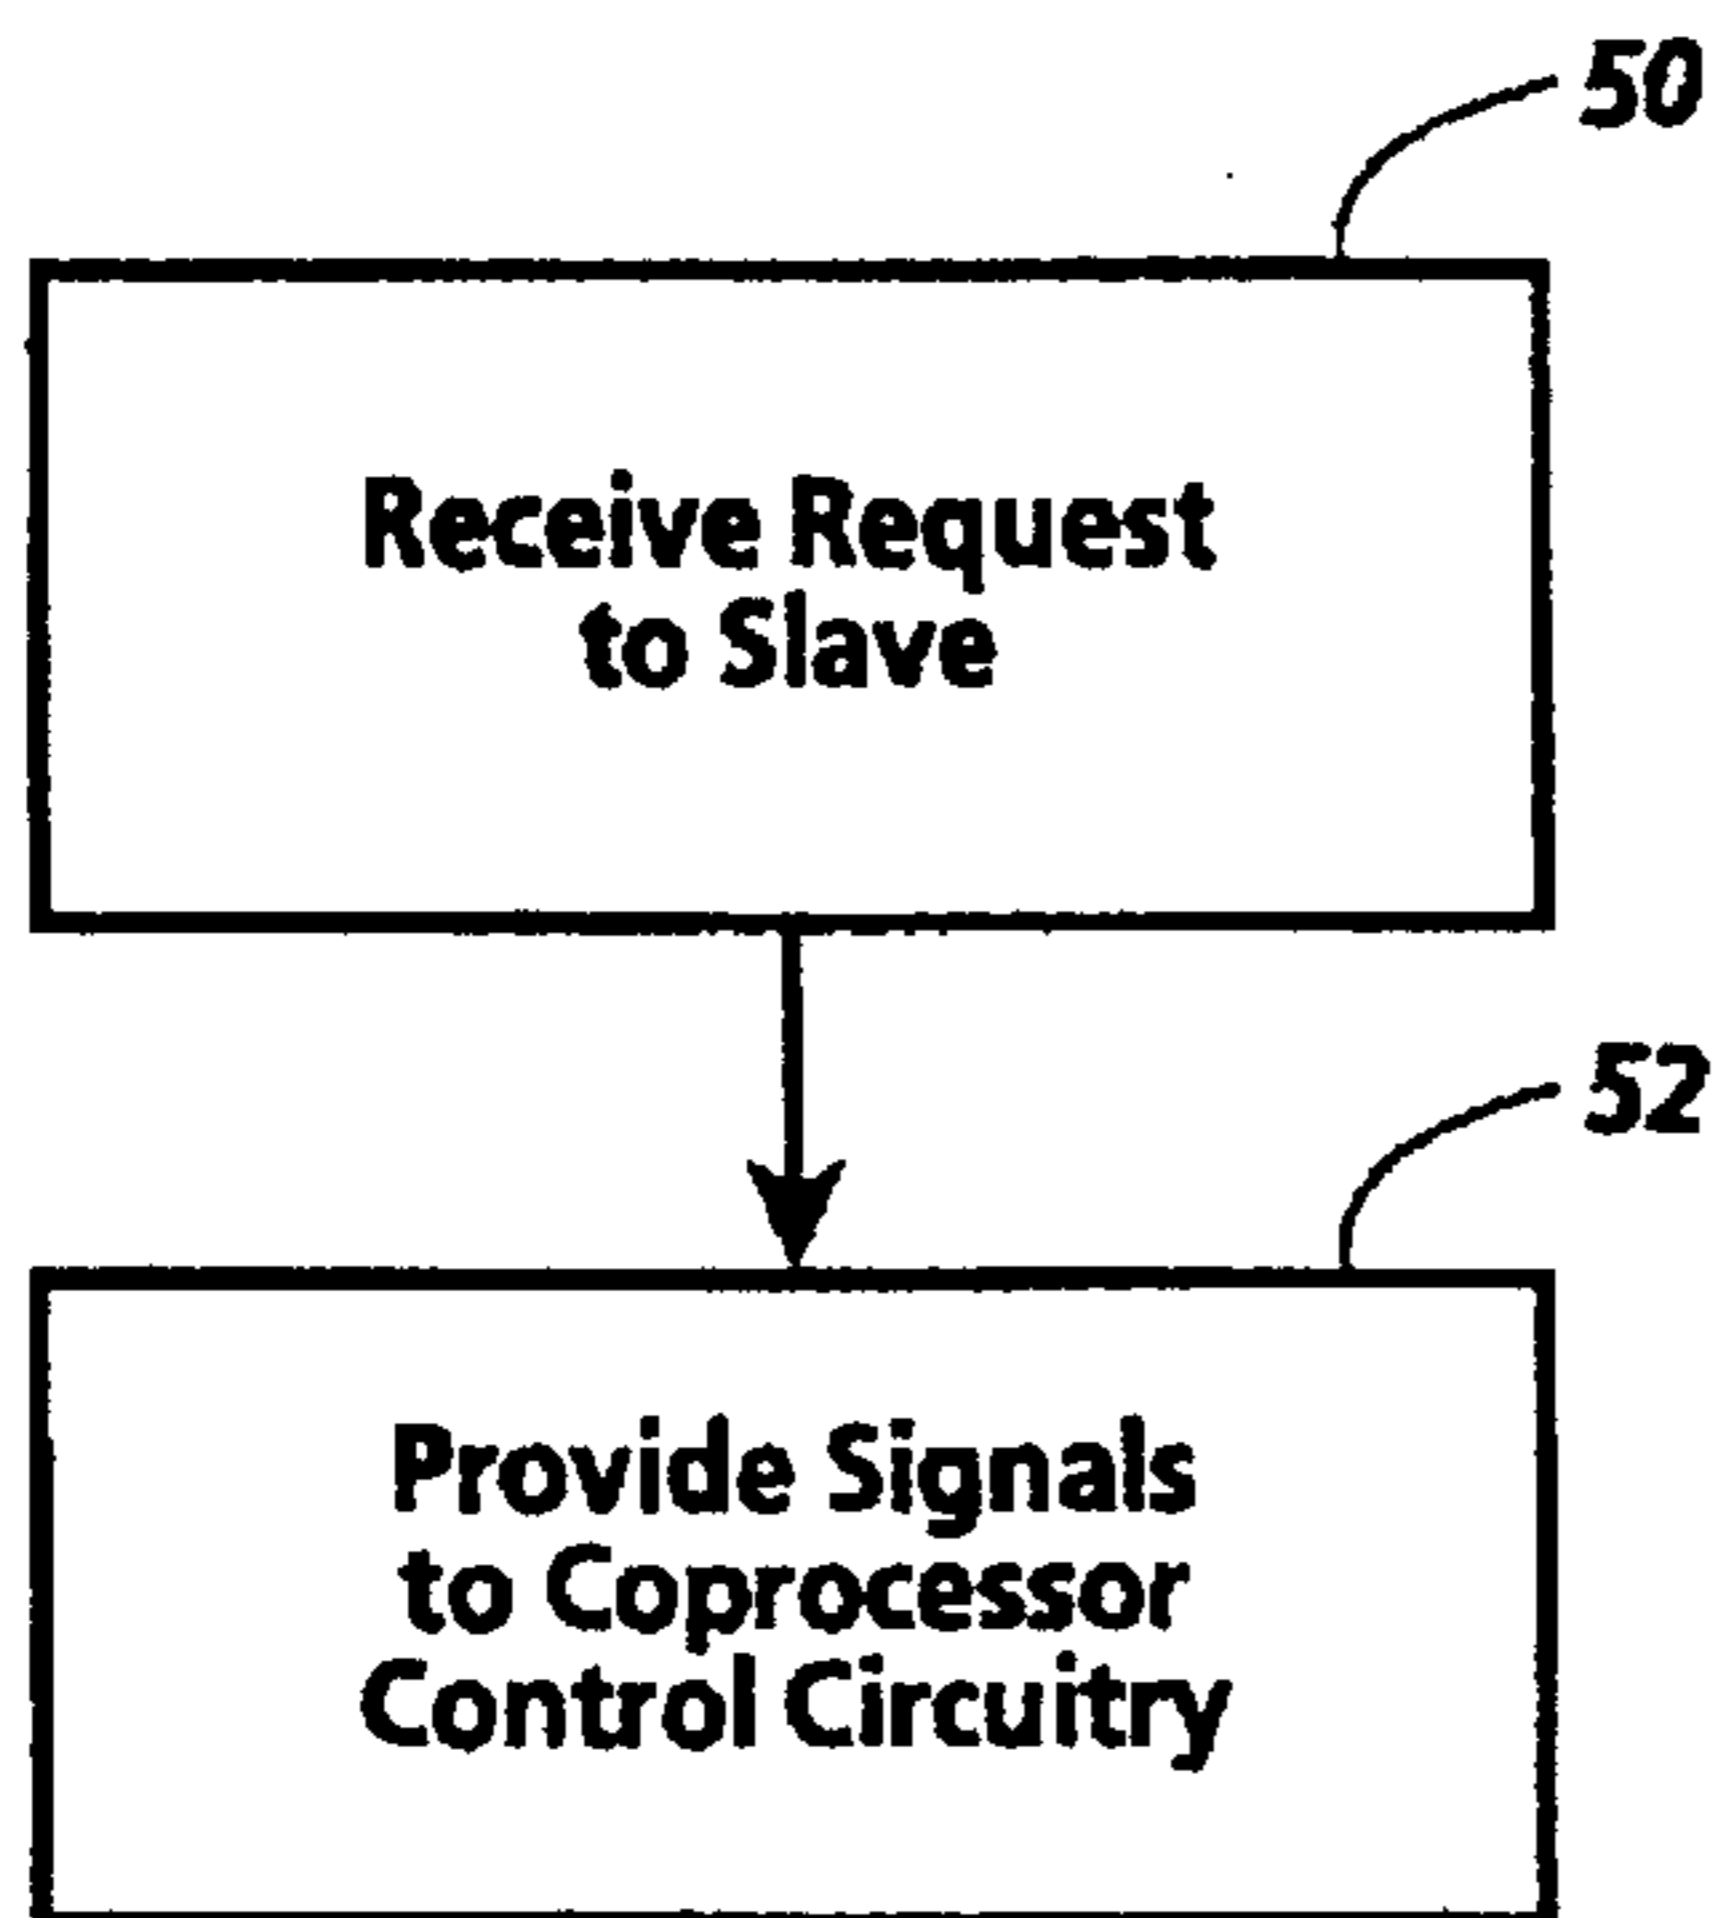 50
Receive Request
to Slave
52
Provide Signals
to Coprocessor
Control Circuitry